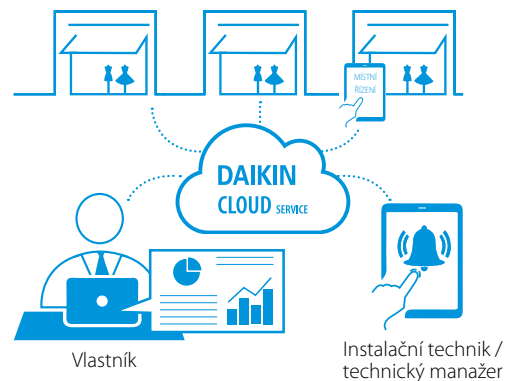 MÍSTNÍ
ŘÍZENÍ
DAIKIN
CLOUD SERVICE
Vlastník
Instalační technik /
technický manažer